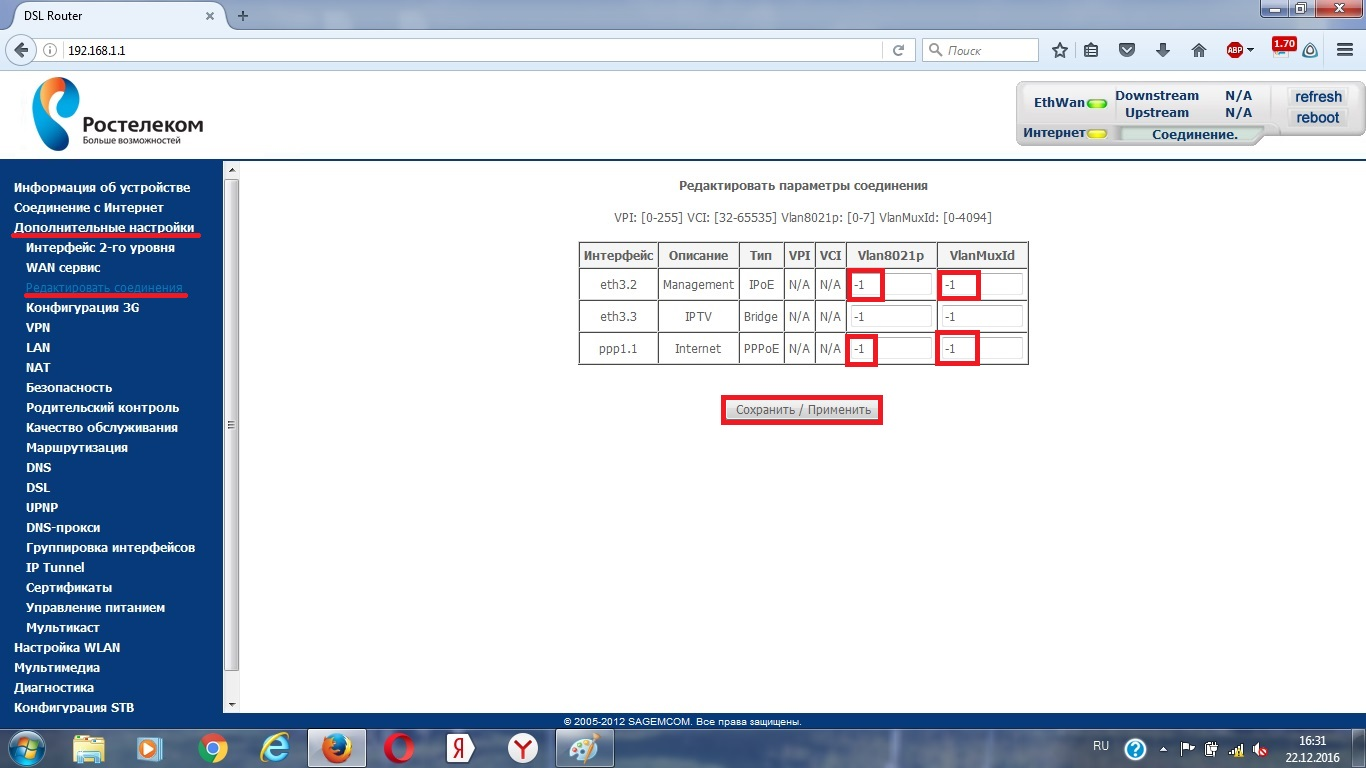 DSL Router
192.168.1.1
Поиск
ABP
1.70
Ростелеком
Больше возможностей
EthWan
Downstream N/A
Upstream N/A
Интернет
Соединение.
refresh
reboot
Информация об устройстве
Соединение с Интернет
Дополнительные настройки
Интерфейс 2-го уровня
WAN сервис
Редактировать соединения
Конфигурация 3G
VPN
LAN
NAT
Безопасность
Родительский контроль
Качество обслуживания
Маршрутизация
DNS
DSL
UPNP
DNS-прокси
Группировка интерфейсов
IP Tunnel
Сертификаты
Управление питанием
Мультикаст
Настройка WLAN
Мультимедиа
Диагностика
Конфигурация STB
Редактировать параметры соединения
VPI: [0-255] VCI: [32-65535] Vlan8021p: [0-7] VlanMuxId: [0-4094]
Интерфейс Описание Тип VPI VCI Vlan8021p VlanMuxId
eth3.2 Management IPoE N/A N/A -1 -1
eth3.3 IPTV Bridge N/A N/A -1 -1
ppp1.1 Internet PPPoE N/A N/A -1 -1
Сохранить / Применить
© 2005-2012 SAGEMCOM. Все права защищены.
RU
16:31
22.12.2016